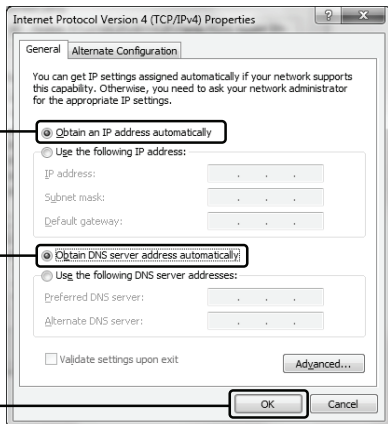 Internet Protocol Version 4 (TCP/IPv4) Properties
General Alternate Configuration
You can get IP settings assigned automatically if your network supports
this capability. Otherwise, you need to ask your network administrator
for the appropriate IP settings.
Obtain an IP address automatically
Use the following IP address:
IP address: . . .
Subnet mask: . . .
Default gateway: . . .
Obtain DNS server address automatically
Use the following DNS server addresses:
Preferred DNS server: . . .
Alternate DNS server: . . .
Validate settings upon exit
Advanced...
OK Cancel